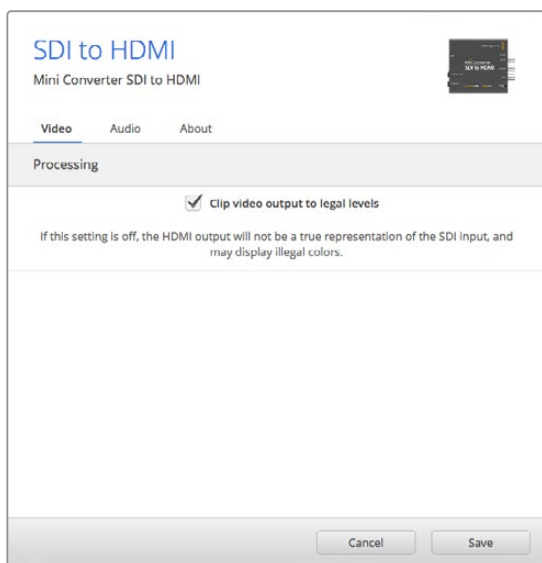 SDI to HDMI
Mini Converter SDI to HDMI
Video Audio About
Processing
Clip video output to legal levels
If this setting is off, the HDMI output will not be a true representation of the SDI input, and
may display illegal colors.
Cancel Save